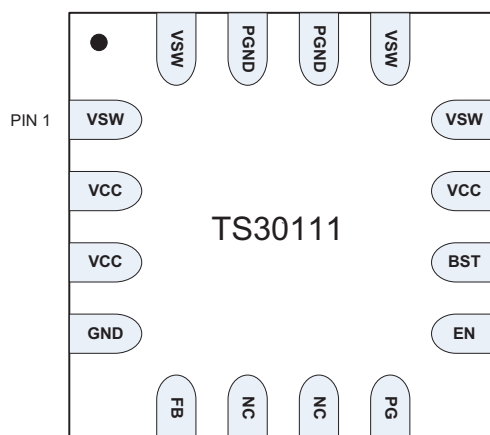 VSW PGND PGND VSW
PIN 1 VSW VSW
VCC VCC
TS30111
VCC BST
GND EN
FB NC NC PG